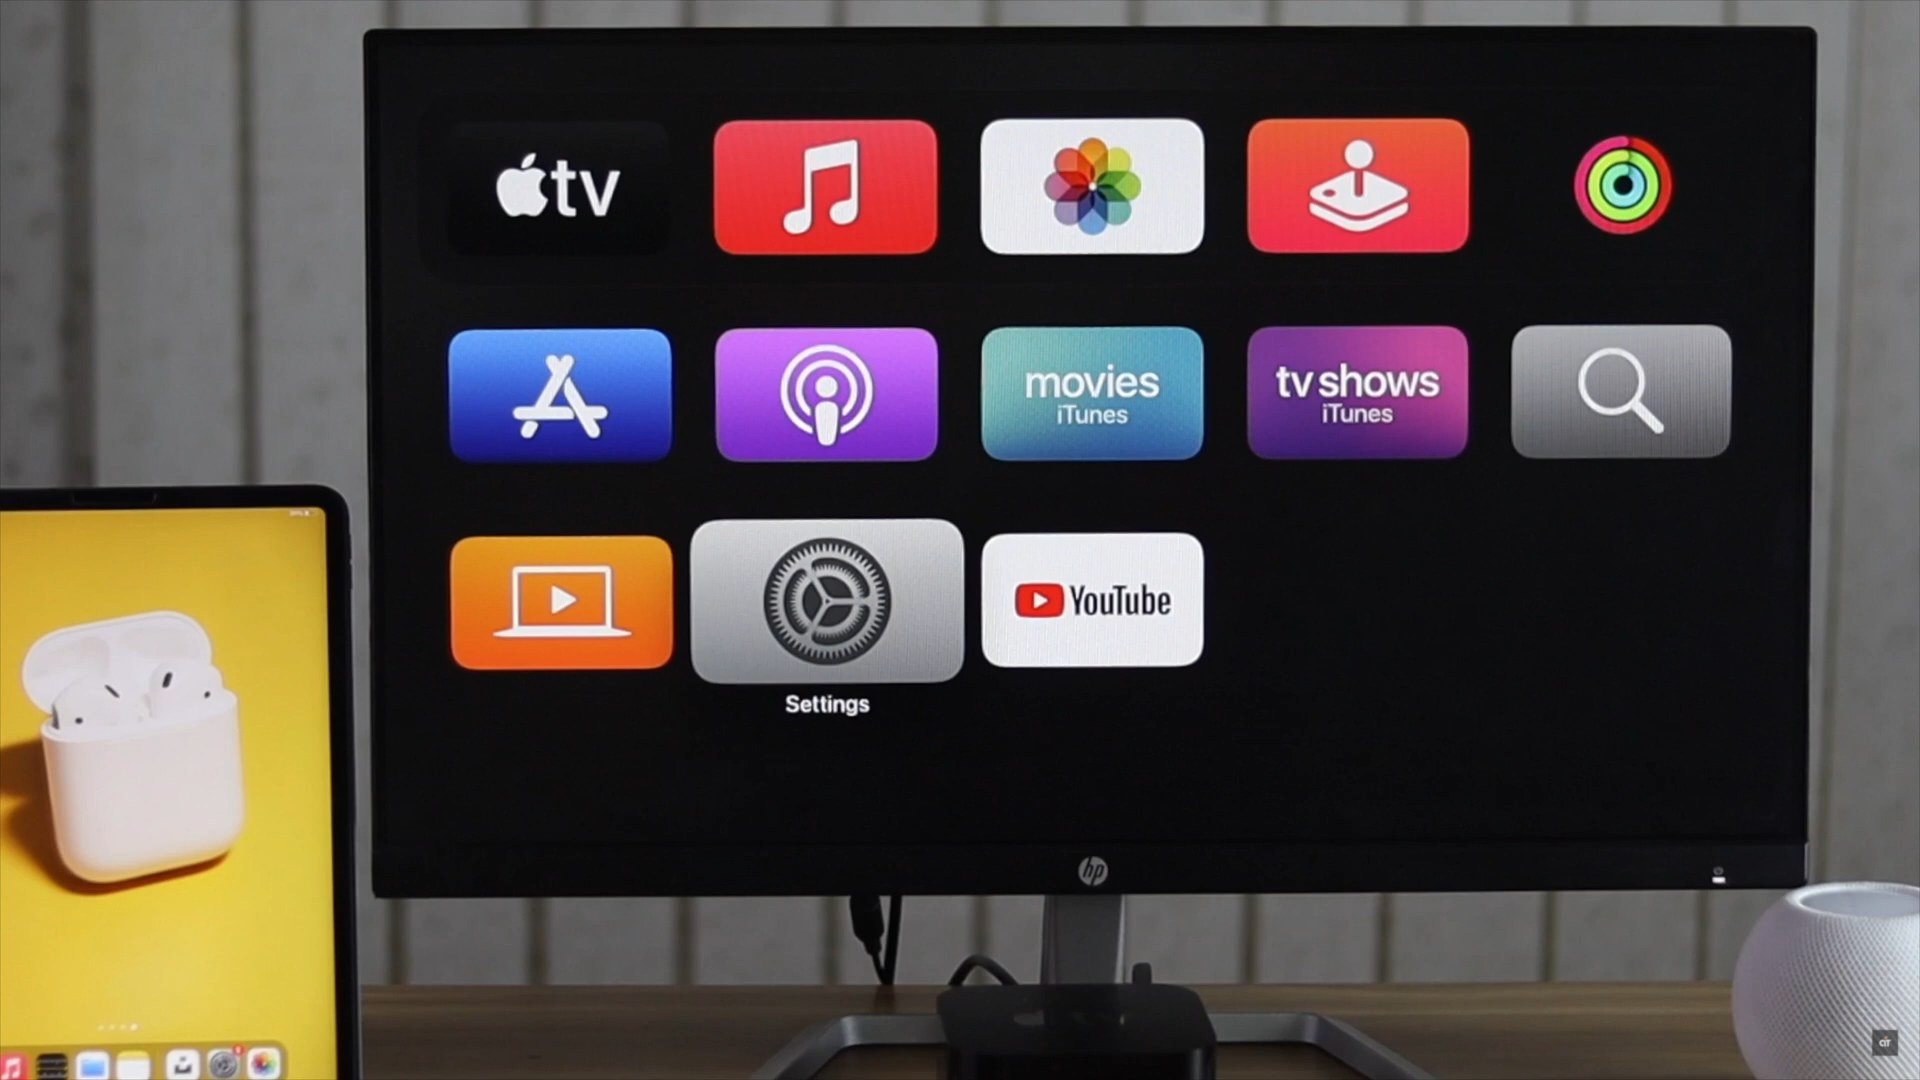 tv
movies
iTunes
tv shows
iTunes
YouTube
Settings
hp